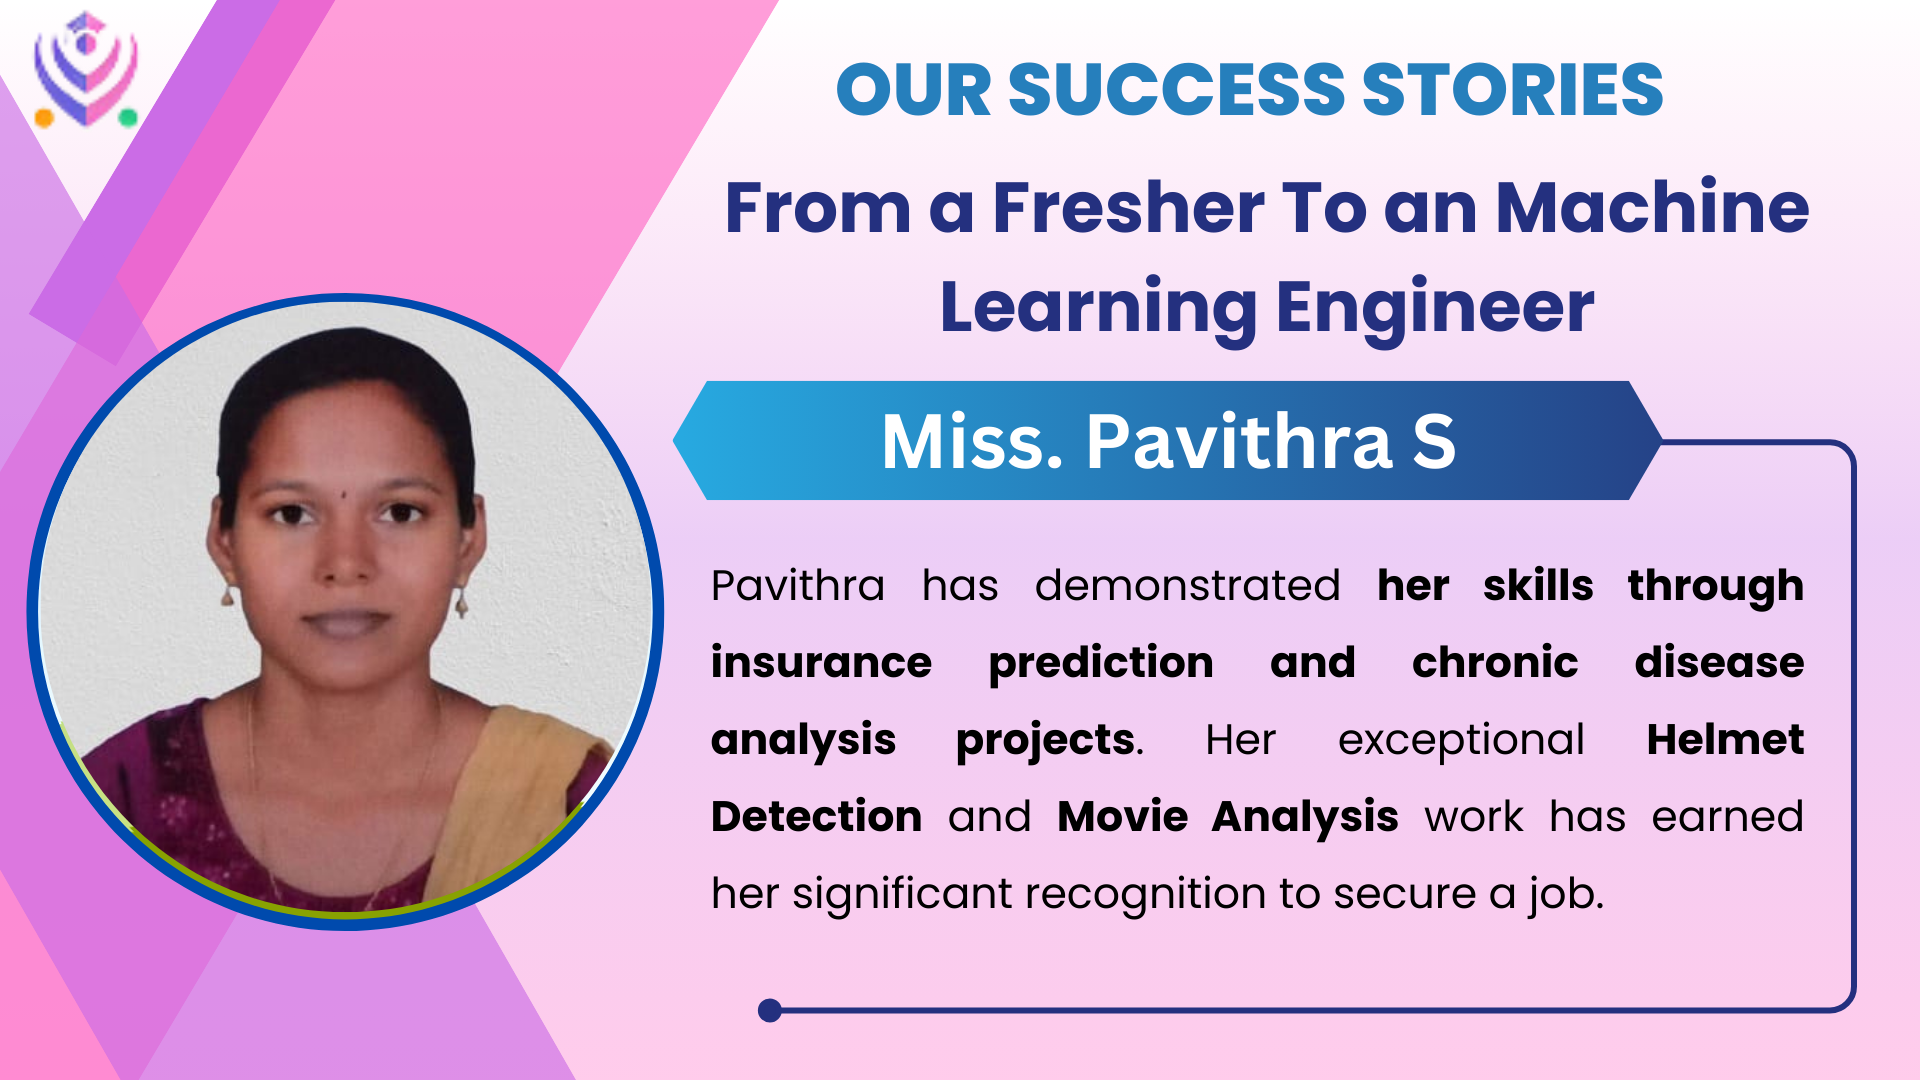 OUR SUCCESS STORIES
From a Fresher To an Machine
Learning Engineer
Miss. Pavithra S
Pavithra has demonstrated her skills through
insurance prediction and chronic disease
analysis projects. Her exceptional Helmet
Detection and Movie Analysis work has earned
her significant recognition to secure a job.